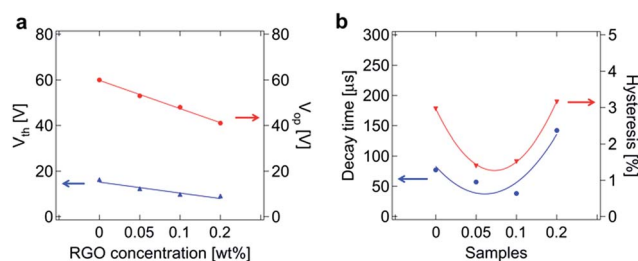 a
V_th [V]
80
60
40
20
0
0 0.05 0.1 0.2
RGO concentration [wt%]
80
60
40
20
0
V_op [V]
b
Decay time [µs]
300
250
200
150
100
50
0
0 0.05 0.1 0.2
Samples
5
4
3
2
1
0
Hysteresis [%]